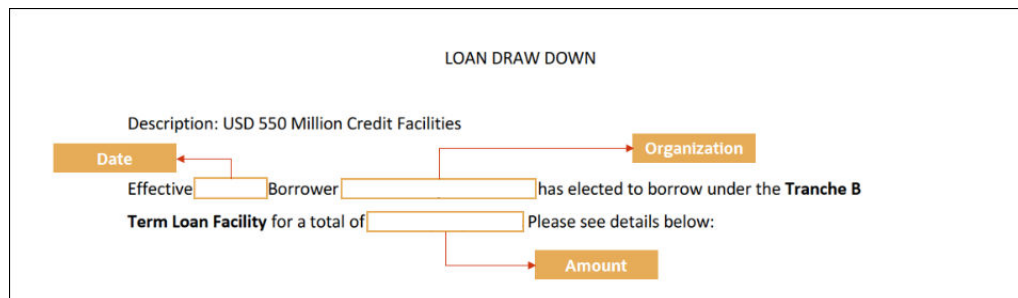 LOAN DRAW DOWN
Description: USD 550 Million Credit Facilities
Date
Organization
Effective Borrower has elected to borrow under the Tranche B
Term Loan Facility for a total of Please see details below:
Amount